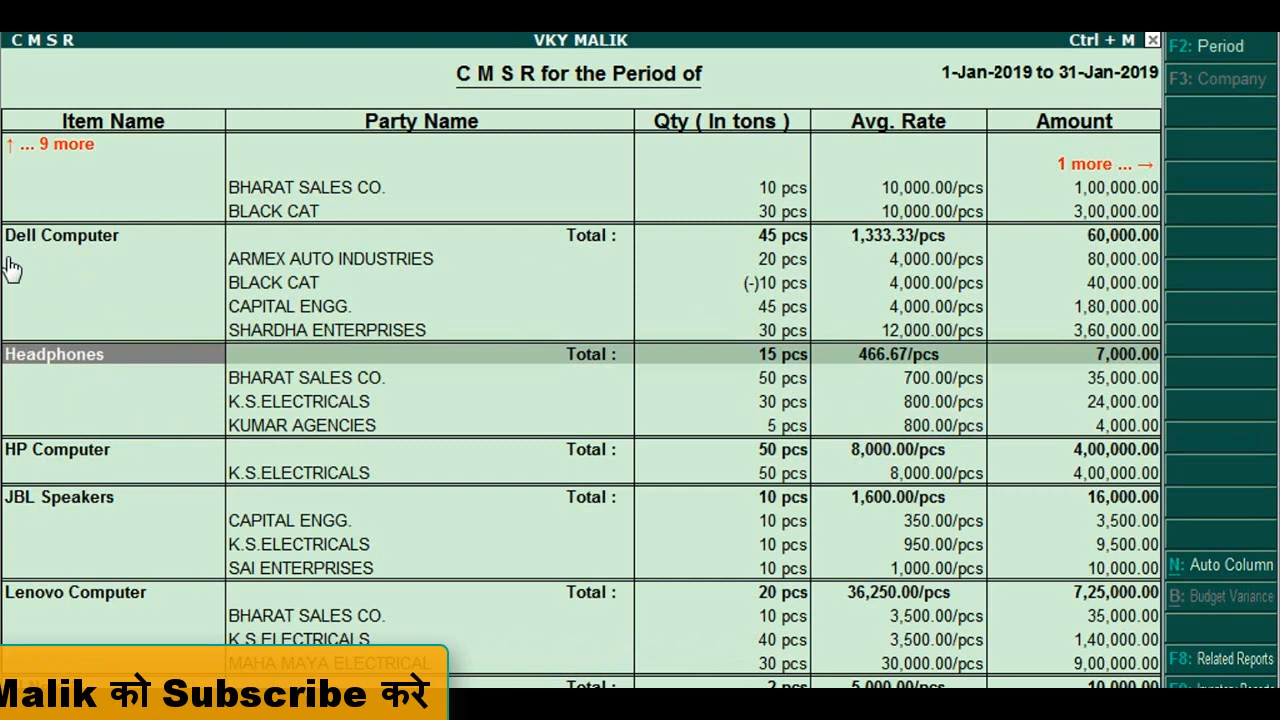 C M S R VKY MALIK Ctrl + M
F2: Period
C M S R for the Period of 1-Jan-2019 to 31-Jan-2019
F3: Company
Item Name Party Name Qty ( In tons ) Avg. Rate Amount
↑ ... 9 more
1 more ... →
BHARAT SALES CO. 10 pcs 10,000.00/pcs 1,00,000.00
BLACK CAT 30 pcs 10,000.00/pcs 3,00,000.00
Dell Computer Total : 45 pcs 1,333.33/pcs 60,000.00
ARMEX AUTO INDUSTRIES 20 pcs 4,000.00/pcs 80,000.00
BLACK CAT (-)10 pcs 4,000.00/pcs 40,000.00
CAPITAL ENGG. 45 pcs 4,000.00/pcs 1,80,000.00
SHARDHA ENTERPRISES 30 pcs 12,000.00/pcs 3,60,000.00
Headphones Total : 15 pcs 466.67/pcs 7,000.00
BHARAT SALES CO. 50 pcs 700.00/pcs 35,000.00
K.S.ELECTRICALS 30 pcs 800.00/pcs 24,000.00
KUMAR AGENCIES 5 pcs 800.00/pcs 4,000.00
HP Computer Total : 50 pcs 8,000.00/pcs 4,00,000.00
K.S.ELECTRICALS 50 pcs 8,000.00/pcs 4,00,000.00
JBL Speakers Total : 10 pcs 1,600.00/pcs 16,000.00
CAPITAL ENGG. 10 pcs 350.00/pcs 3,500.00
K.S.ELECTRICALS 10 pcs 950.00/pcs 9,500.00
SAI ENTERPRISES 10 pcs 1,000.00/pcs 10,000.00
N: Auto Column
Lenovo Computer Total : 20 pcs 36,250.00/pcs 7,25,000.00
B: Budget Variance
BHARAT SALES CO. 10 pcs 3,500.00/pcs 35,000.00
K.S.ELECTRICALS 40 pcs 3,500.00/pcs 1,40,000.00
MAHA MAYA ELECTRICAL 30 pcs 30,000.00/pcs 9,00,000.00
F8: Related Reports
Total : 2 pcs 5,000.00/pcs 10,000.00
Malik को Subscribe करे